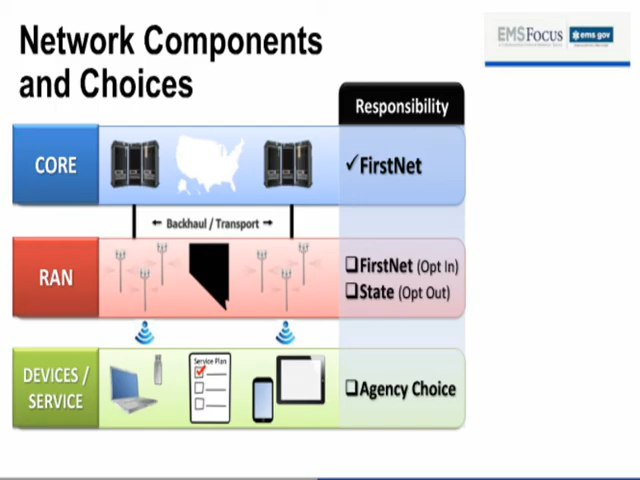 Network Components
and Choices
EMSFocus
ems.gov
Responsibility
CORE
✓FirstNet
← Backhaul / Transport →
RAN
❑FirstNet (Opt In)
❑State (Opt Out)
DEVICES /
SERVICE
Service Plan
❑Agency Choice